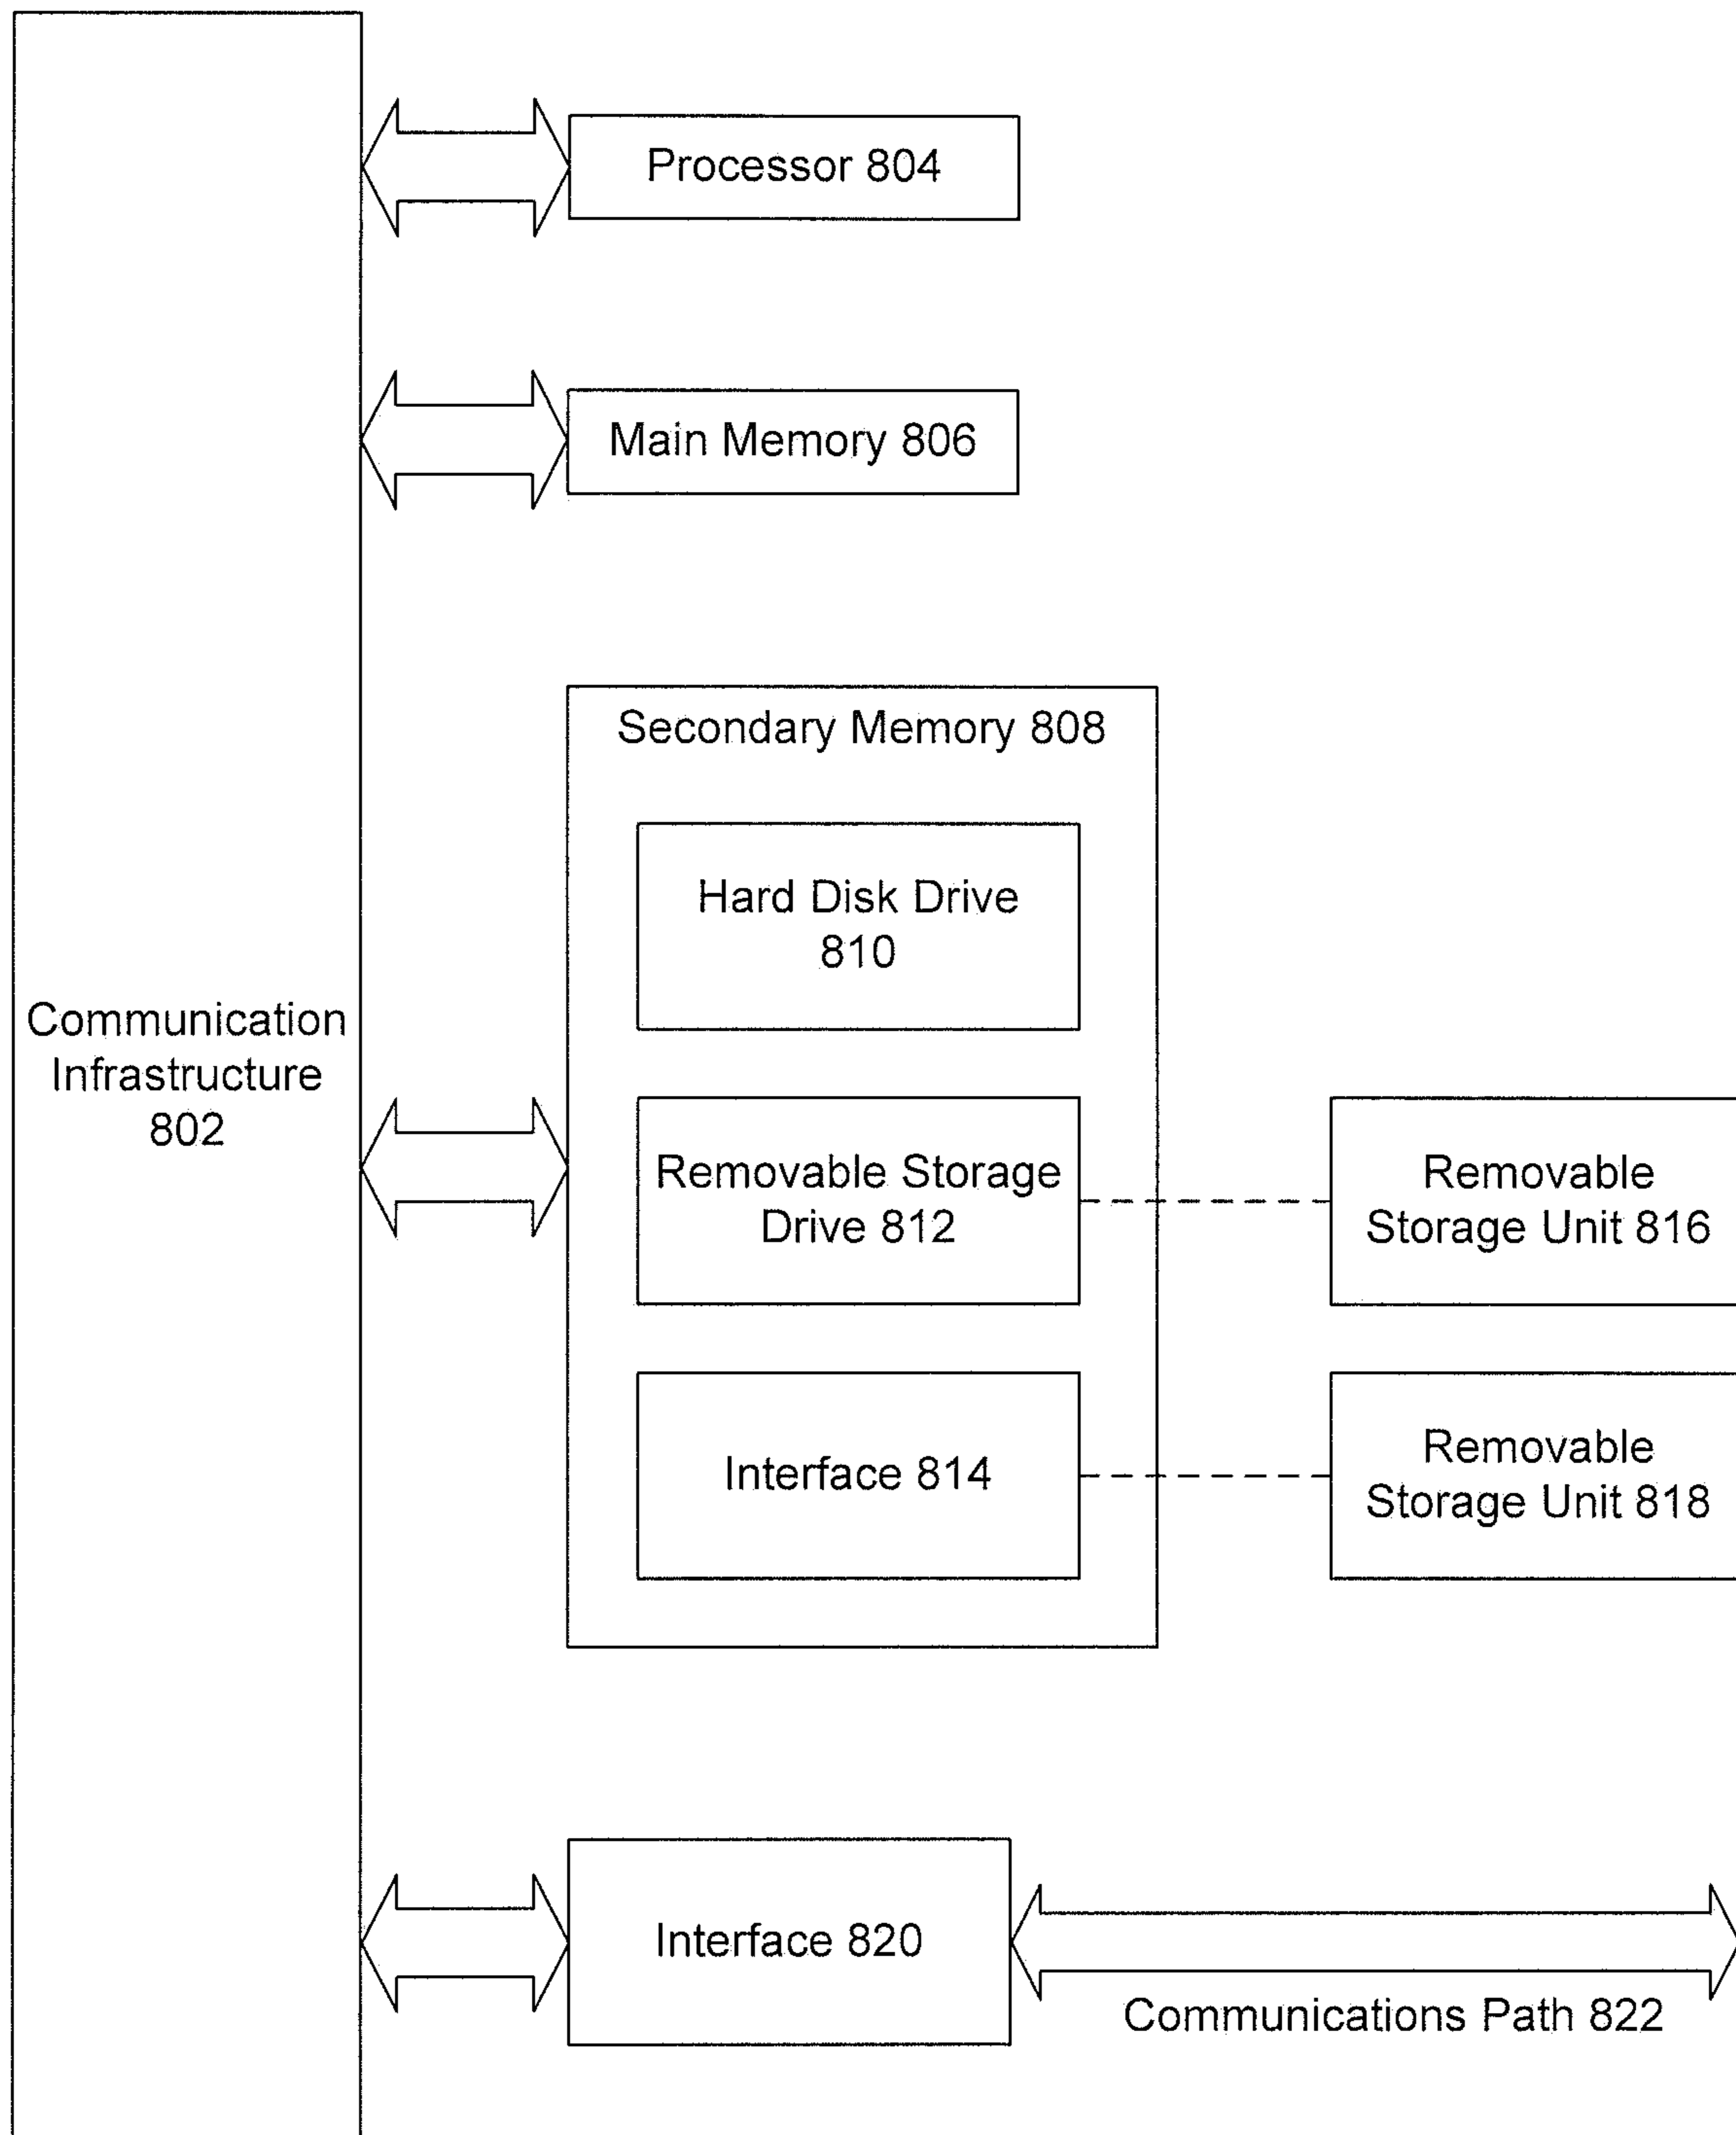 Processor 804
Main Memory 806
Secondary Memory 808
Hard Disk Drive
810
Communication
Infrastructure
802
Removable Storage
Drive 812
Removable
Storage Unit 816
Interface 814
Removable
Storage Unit 818
Interface 820
Communications Path 822